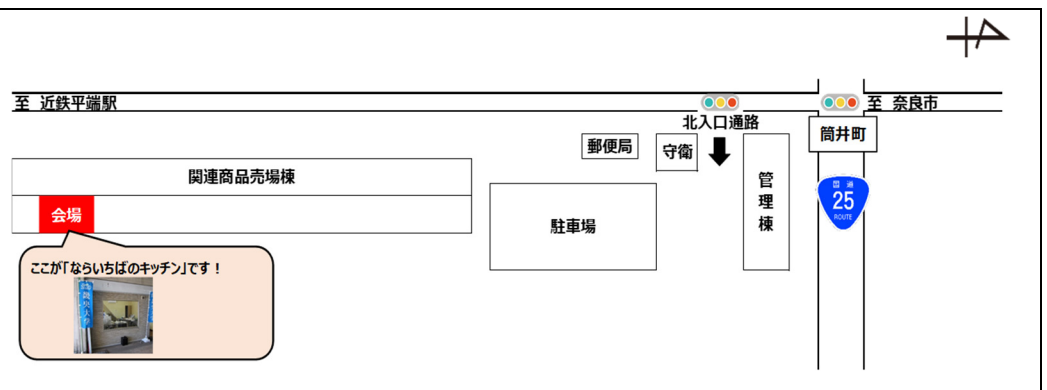 至 近鉄平端駅
至 奈良市
北入口通路
筒井町
郵便局
守衛
関連商品売場棟
管理棟
国道
25
ROUTE
会場
駐車場
ここが「ならいちばのキッチン」です！